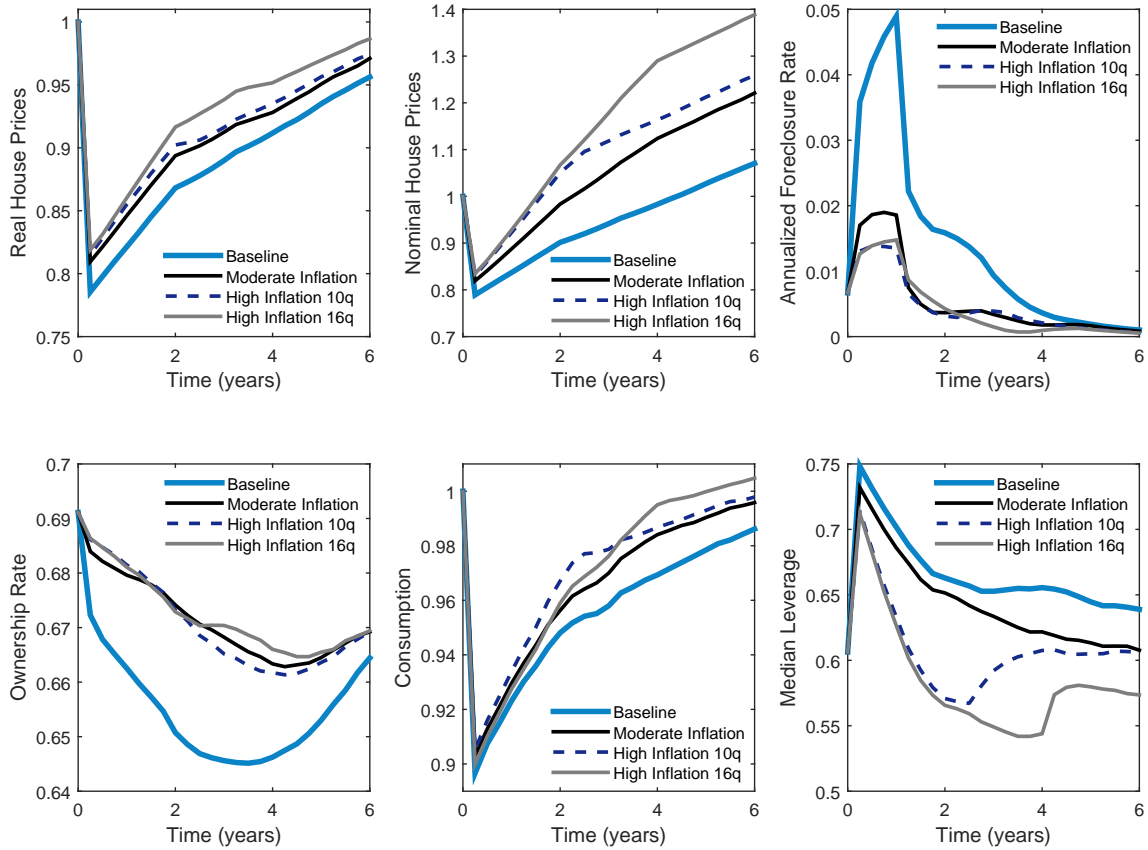 1
0.95
0.9
0.85
0.8
0.75
Real House Prices
Baseline
Moderate Inflation
High Inflation 10q
High Inflation 16q
0 2 4 6
Time (years)
1.4
1.3
1.2
1.1
1
0.9
0.8
0.7
Nominal House Prices
Baseline
Moderate Inflation
High Inflation 10q
High Inflation 16q
0 2 4 6
Time (years)
0.05
0.04
0.03
0.02
0.01
0
Annualized Foreclosure Rate
Baseline
Moderate Inflation
High Inflation 10q
High Inflation 16q
0 2 4 6
Time (years)
0.7
0.69
0.68
0.67
0.66
0.65
0.64
Ownership Rate
Baseline
Moderate Inflation
High Inflation 10q
High Inflation 16q
0 2 4 6
Time (years)
1
0.98
0.96
0.94
0.92
0.9
Consumption
Baseline
Moderate Inflation
High Inflation 10q
High Inflation 16q
0 2 4 6
Time (years)
0.75
0.7
0.65
0.6
0.55
0.5
Median Leverage
Baseline
Moderate Inflation
High Inflation 10q
High Inflation 16q
0 2 4 6
Time (years)